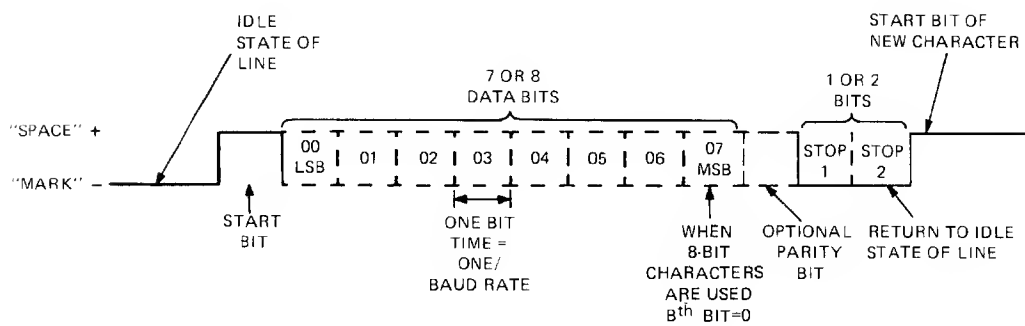 IDLE
STATE OF
LINE
START BIT OF
NEW CHARACTER
7 OR 8
DATA BITS
1 OR 2
BITS
"SPACE" +
"MARK" –
00
LSB
01
02
03
04
05
06
07
MSB
STOP
1
STOP
2
START
BIT
ONE BIT
TIME =
ONE/
BAUD RATE
WHEN
8-BIT
CHARACTERS
ARE USED
8th BIT=0
OPTIONAL
PARITY
BIT
RETURN TO IDLE
STATE OF LINE